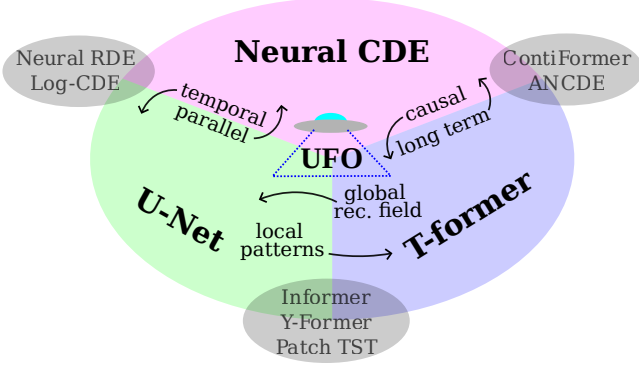 Neural CDE
Neural RDE
Log-CDE
ContiFormer
ANCDE
temporal
parallel
causal
long term
UFO
global
rec. field
U-Net
T-former
local
patterns
Informer
Y-Former
Patch TST